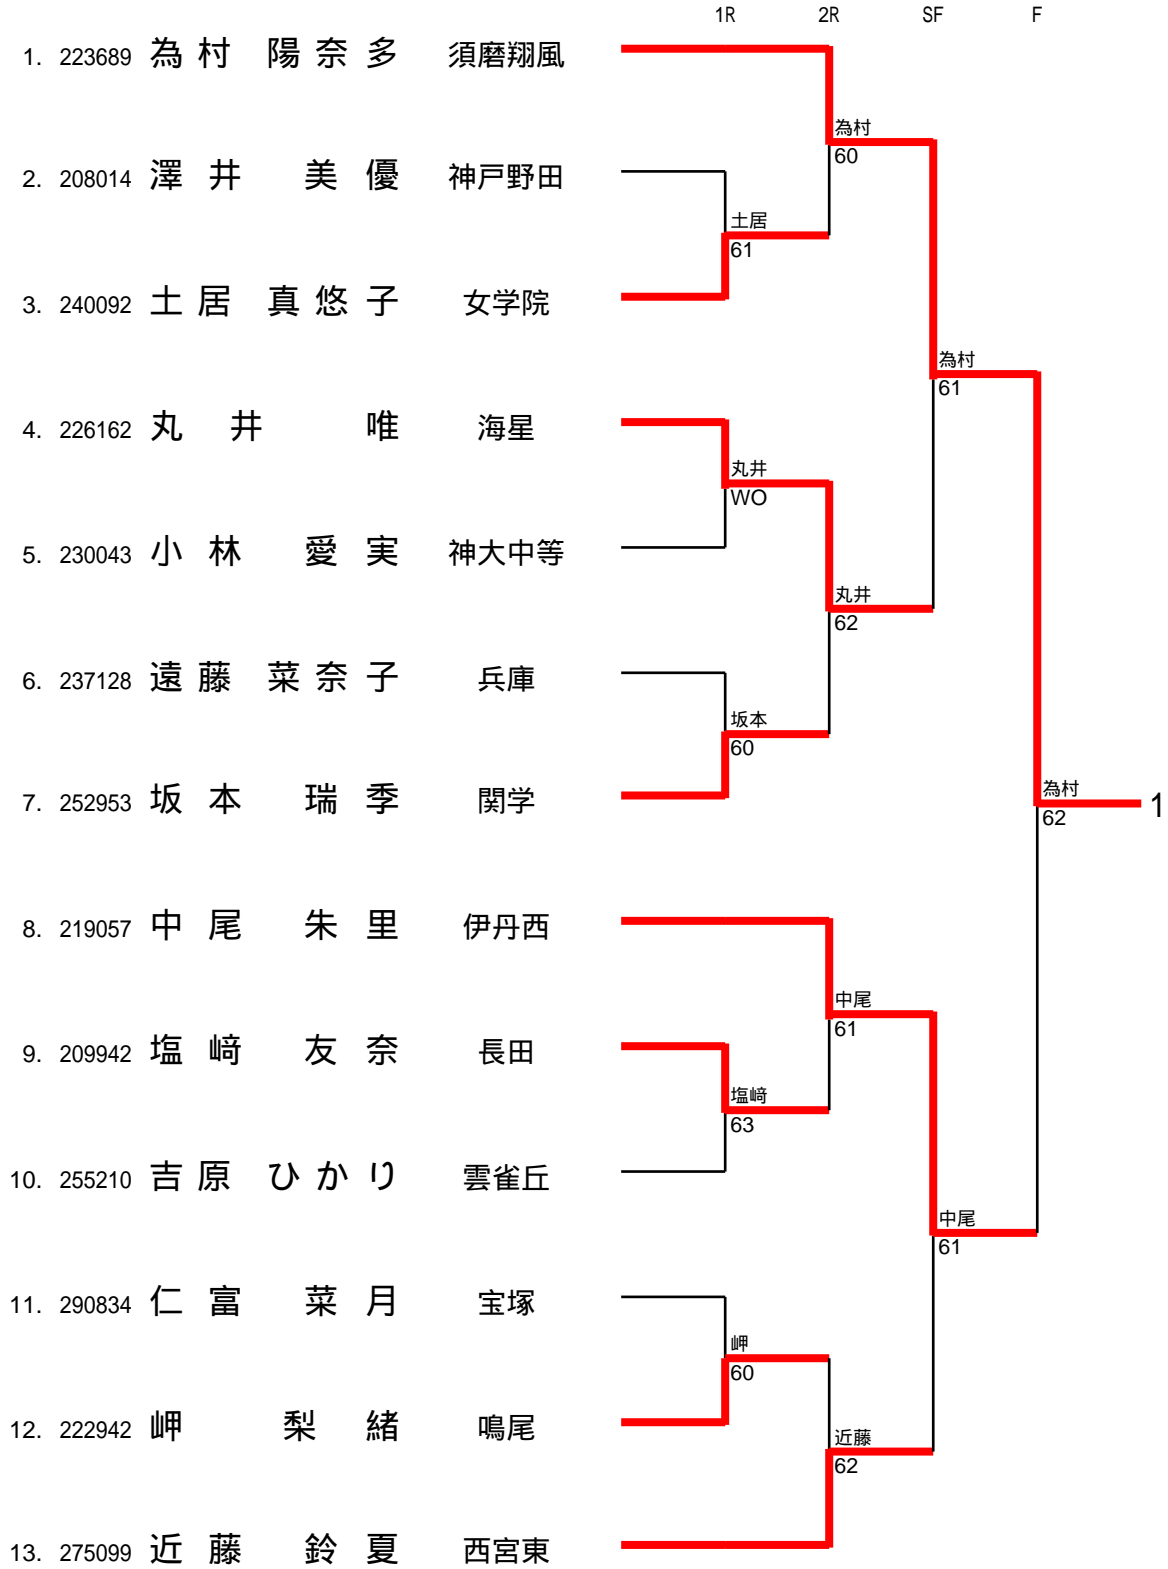 1R 2R SF F
1. 223689 為村 陽奈多 須磨翔風
為村
60
2. 208014 澤井 美優 神戸野田
土居
61
3. 240092 土居 真悠子 女学院
為村
61
4. 226162 丸井 唯 海星
丸井
WO
5. 230043 小林 愛実 神大中等
丸井
62
6. 237128 遠藤 菜奈子 兵庫
坂本
60
7. 252953 坂本 瑞季 関学
為村
62
1
8. 219057 中尾 朱里 伊丹西
中尾
61
9. 209942 塩﨑 友奈 長田
塩﨑
63
10. 255210 吉原 ひかり 雲雀丘
中尾
61
11. 290834 仁富 菜月 宝塚
岬
60
12. 222942 岬 梨緒 鳴尾
近藤
62
13. 275099 近藤 鈴夏 西宮東